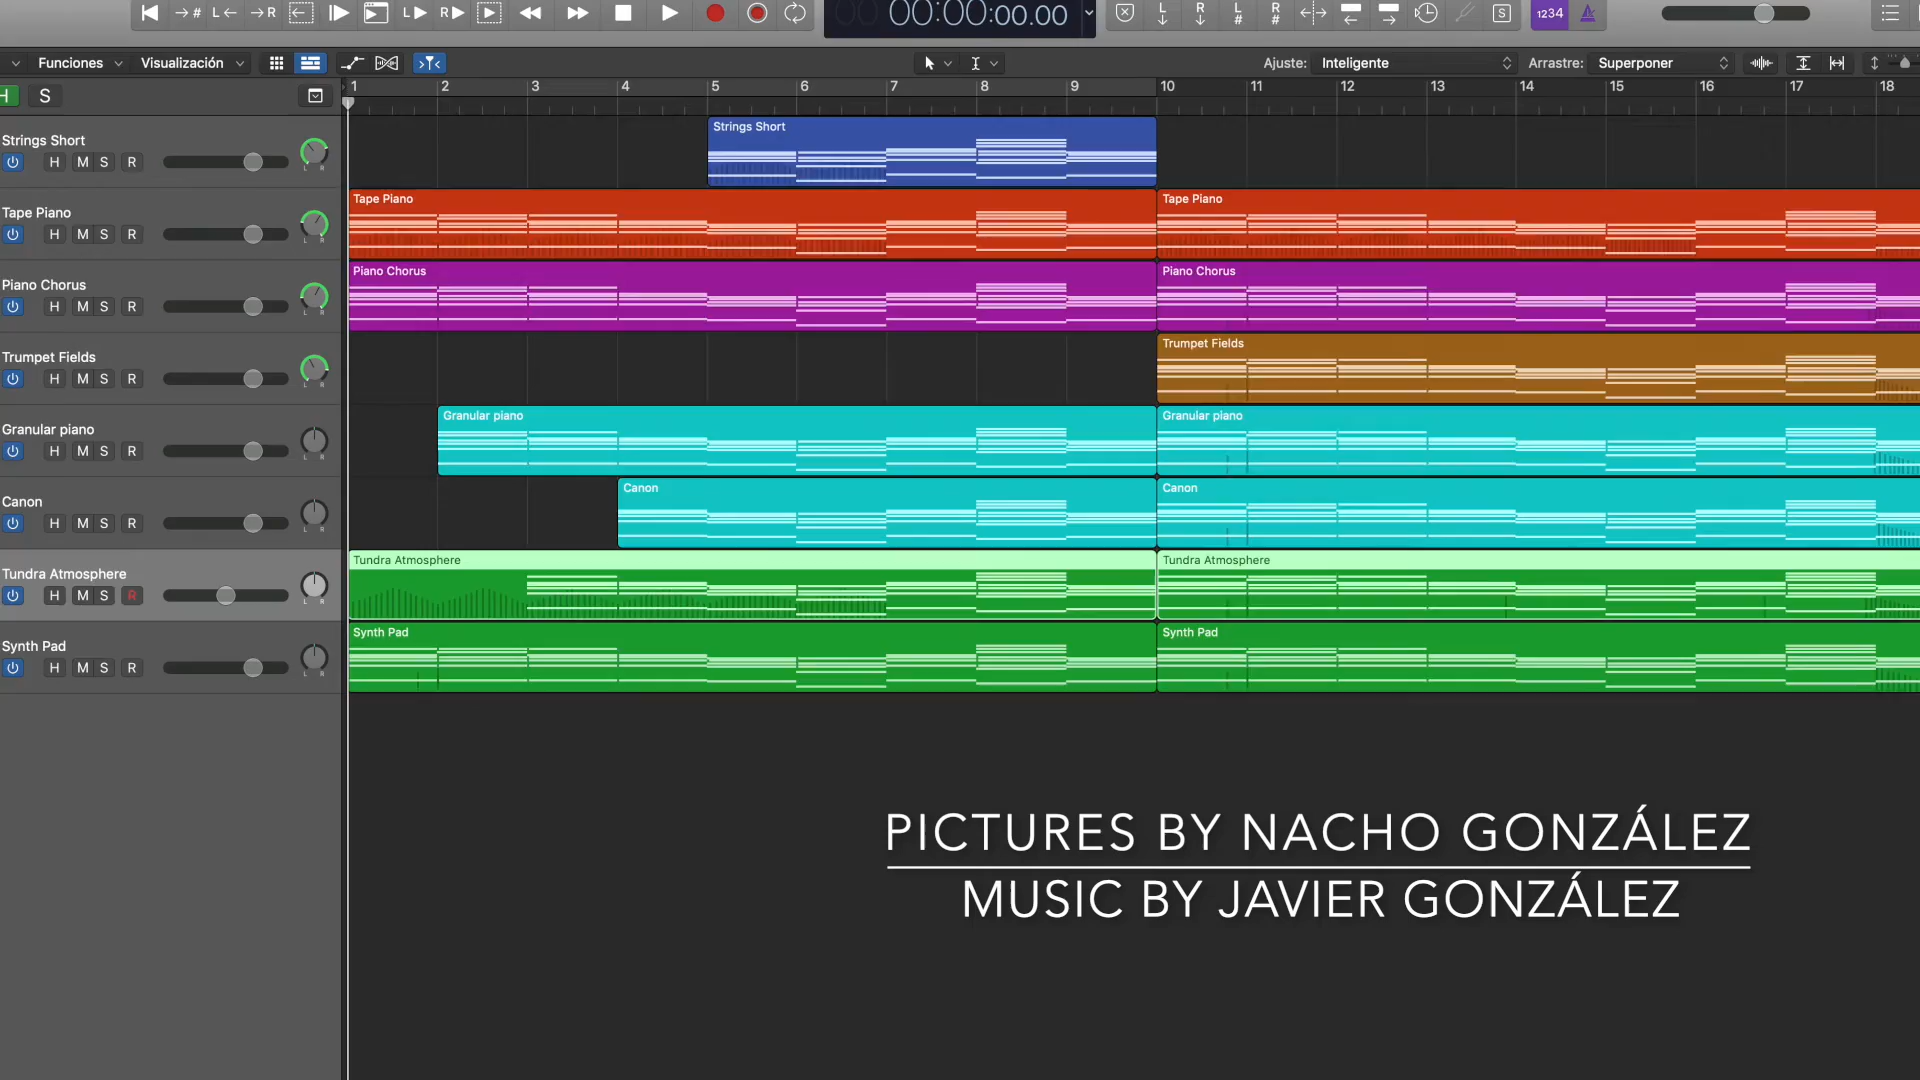 00:00:00.00
1234
Funciones Visualización Ajuste: Inteligente Arrastre: Superponer
H S
1 2 3 4 5 6 7 8 9 10 11 12 13 14 15 16 17 18
Strings Short
H M S R
Strings Short
Tape Piano
H M S R
Tape Piano Tape Piano
Piano Chorus
H M S R
Piano Chorus Piano Chorus
Trumpet Fields
H M S R
Trumpet Fields
Granular piano
H M S R
Granular piano Granular piano
Canon
H M S R
Canon Canon
Tundra Atmosphere
H M S R
Tundra Atmosphere Tundra Atmosphere
Synth Pad
H M S R
Synth Pad Synth Pad
PICTURES BY NACHO GONZÁLEZ
MUSIC BY JAVIER GONZÁLEZ